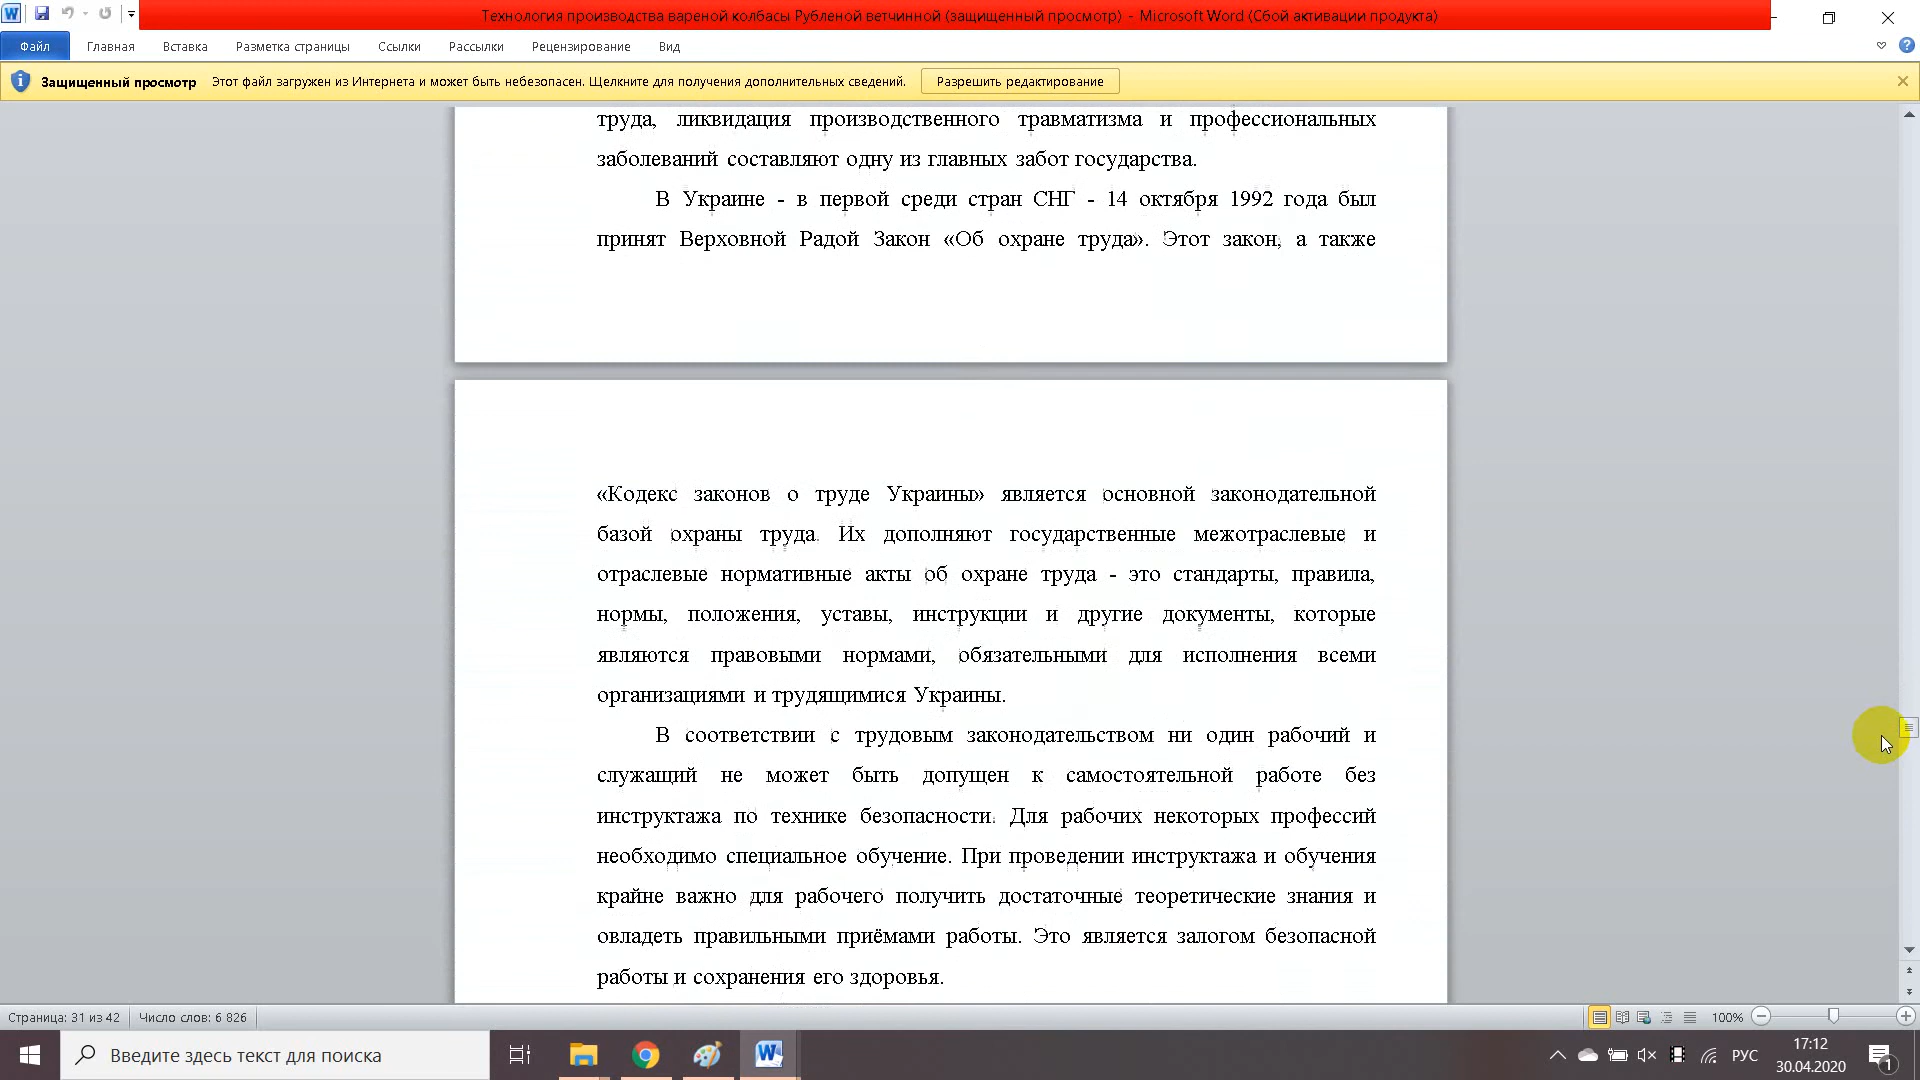 Технология производства вареной колбасы Рубленой ветчинной (защищенный просмотр) - Microsoft Word (Сбой активации продукта)
Файл Главная Вставка Разметка страницы Ссылки Рассылки Рецензирование Вид
Защищенный просмотр Этот файл загружен из Интернета и может быть небезопасен. Щелкните для получения дополнительных сведений. Разрешить редактирование
труда, ликвидация производственного травматизма и профессиональных
заболеваний составляют одну из главных забот государства.
В Украине - в первой среди стран СНГ - 14 октября 1992 года был
принят Верховной Радой Закон «Об охране труда». Этот закон, а также
«Кодекс законов о труде Украины» является основной законодательной
базой охраны труда. Их дополняют государственные межотраслевые и
отраслевые нормативные акты об охране труда - это стандарты, правила,
нормы, положения, уставы, инструкции и другие документы, которые
являются правовыми нормами, обязательными для исполнения всеми
организациями и трудящимися Украины.
В соответствии с трудовым законодательством ни один рабочий и
служащий не может быть допущен к самостоятельной работе без
инструктажа по технике безопасности. Для рабочих некоторых профессий
необходимо специальное обучение. При проведении инструктажа и обучения
крайне важно для рабочего получить достаточные теоретические знания и
овладеть правильными приёмами работы. Это является залогом безопасной
работы и сохранения его здоровья.
Страница: 31 из 42 Число слов: 6 826 100%
Введите здесь текст для поиска РУС 17:12
30.04.2020 1